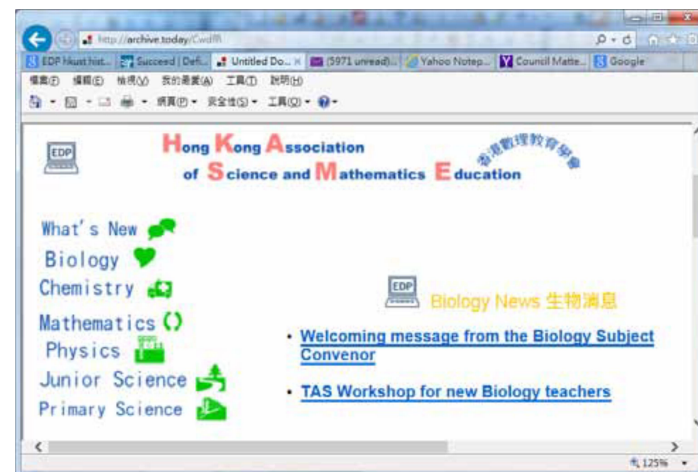 http://archive.today/CwdfR
EDP hkust hist... Succeed | Defi... Untitled Do... (5971 unread)... Yahoo Notep... Council Matte... Google
檔案(F) 編輯(E) 檢視(V) 我的最愛(A) 工具(T) 說明(H)
網頁(P) 安全性(S) 工具(O)
EDP
Hong Kong Association
of Science and Mathematics Education
香港數理教育學會
What's New
Biology
Chemistry
Mathematics
Physics
Junior Science
Primary Science
EDP
Biology News 生物消息
• Welcoming message from the Biology Subject
Convenor
• TAS Workshop for new Biology teachers
125%